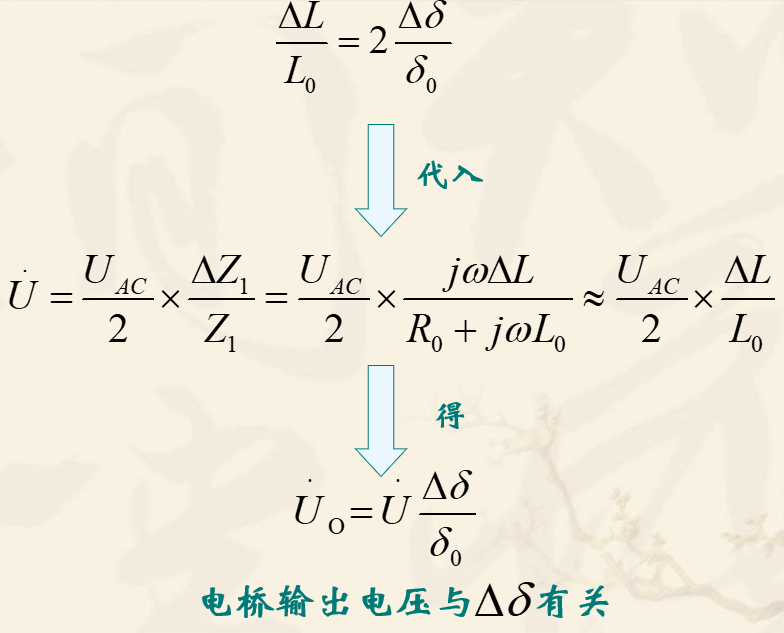 ΔL/L₀ = 2 Δδ/δ₀
代入
U̇ = U_AC/2 × ΔZ₁/Z₁ = U_AC/2 × jωΔL/(R₀ + jωL₀) ≈ U_AC/2 × ΔL/L₀
得
U̇_O = U̇ Δδ/δ₀
电桥输出电压与Δδ有关